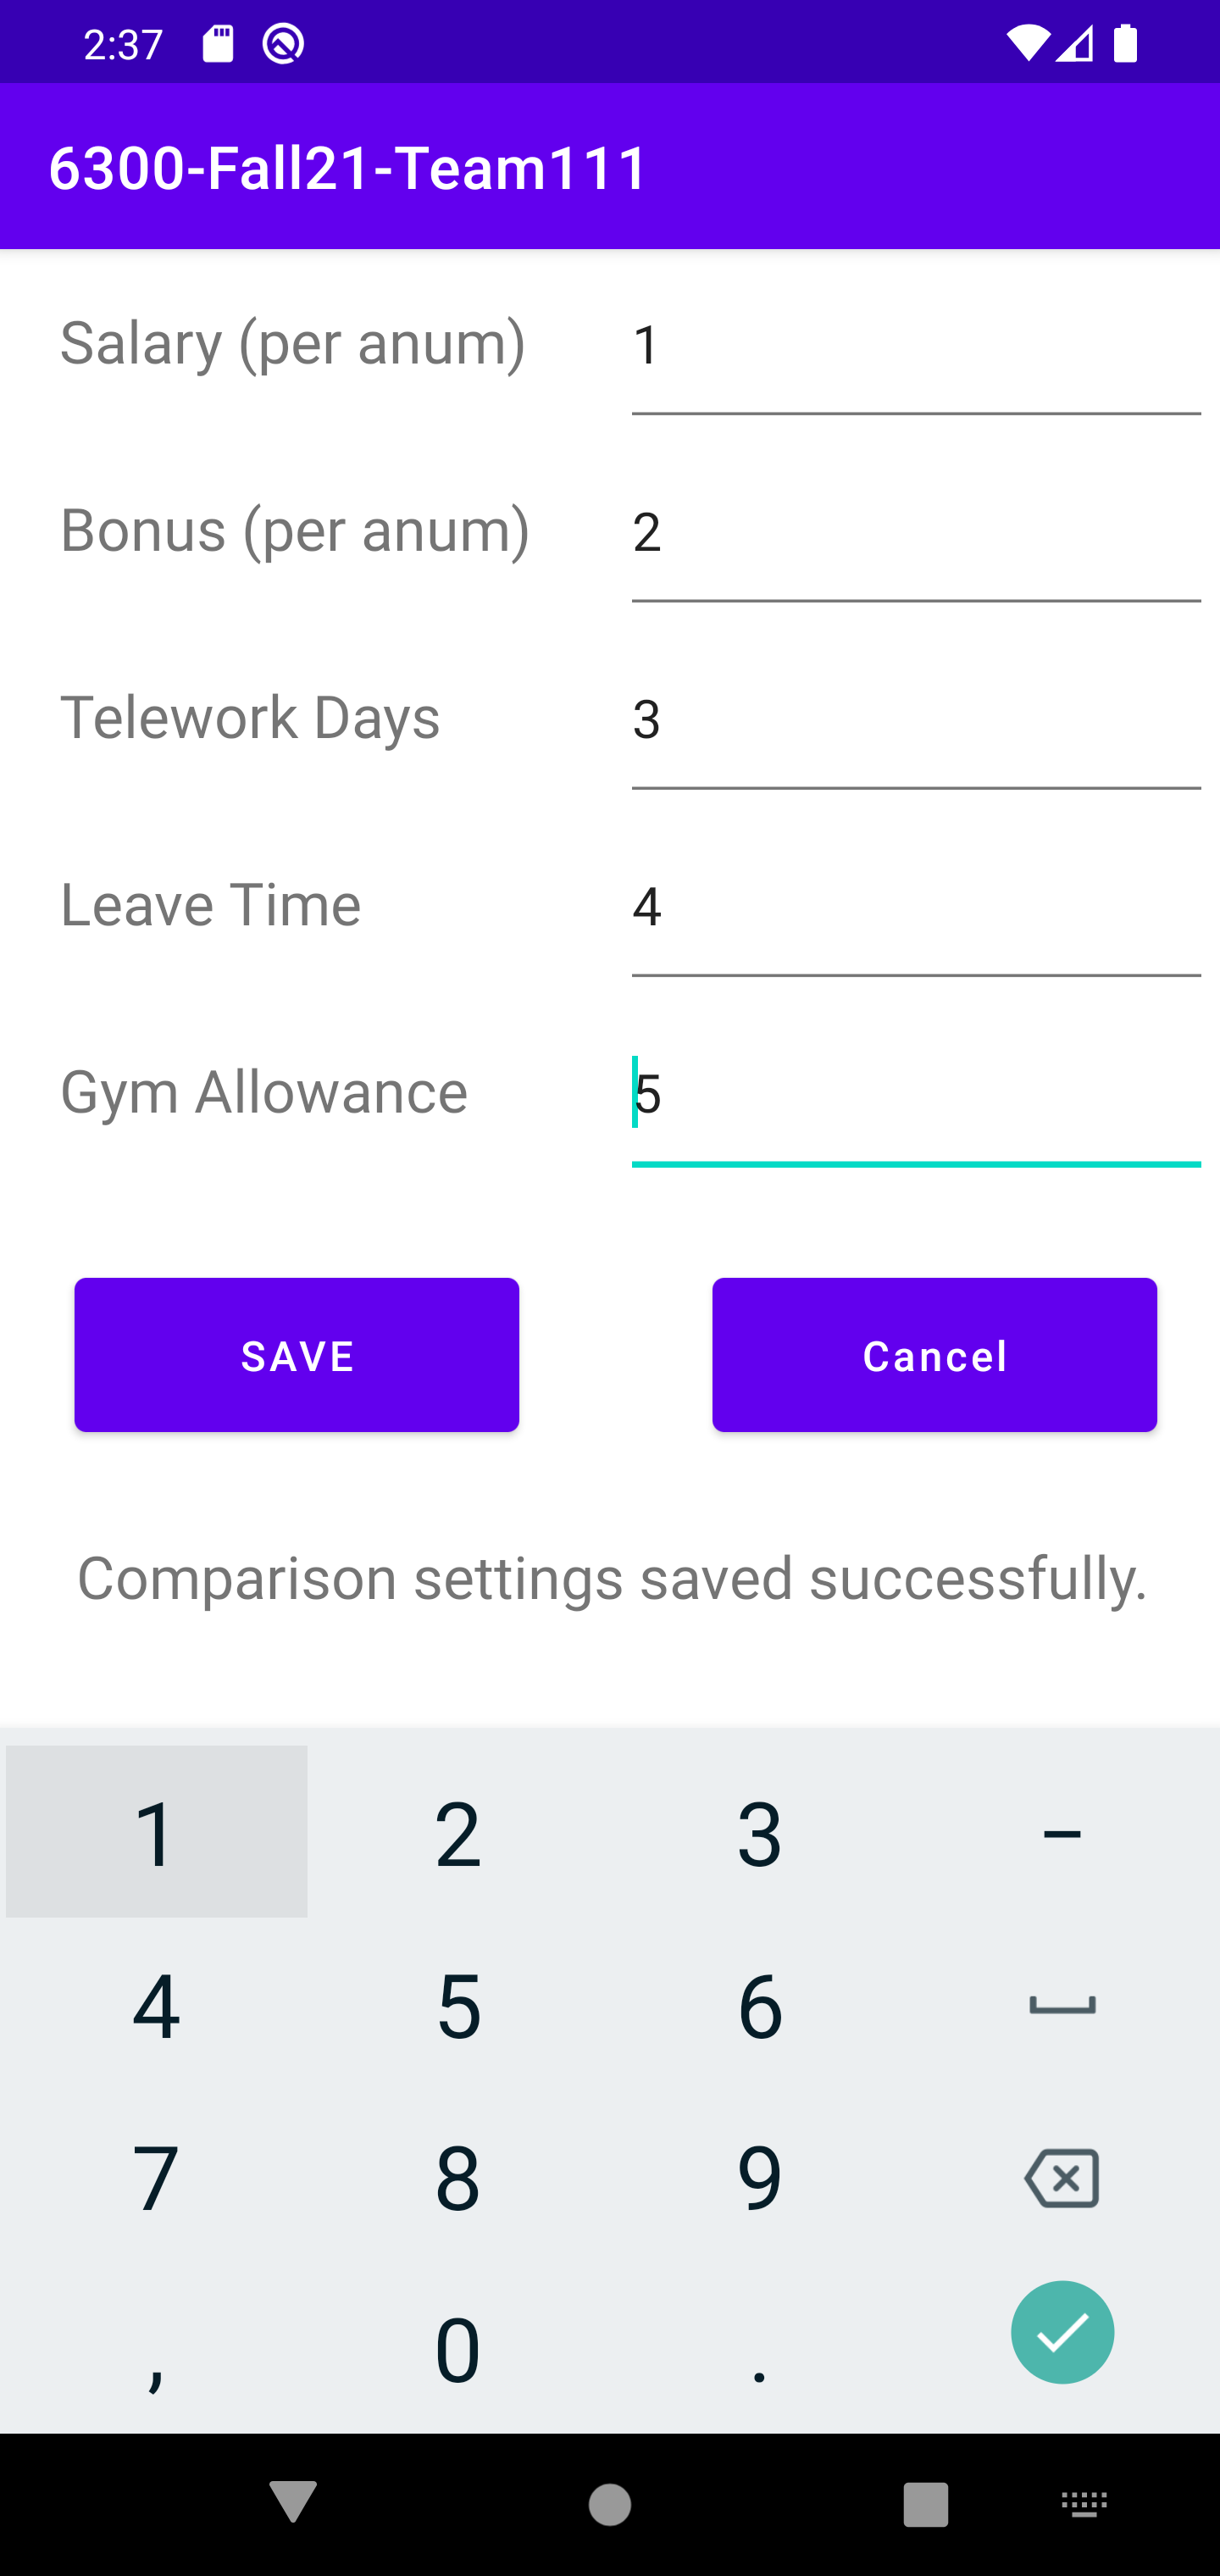 2:37
6300-Fall21-Team111
Salary (per anum) 1
Bonus (per anum) 2
Telework Days 3
Leave Time 4
Gym Allowance 5
SAVE Cancel
Comparison settings saved successfully.
1 2 3 –
4 5 6
7 8 9
, 0 .